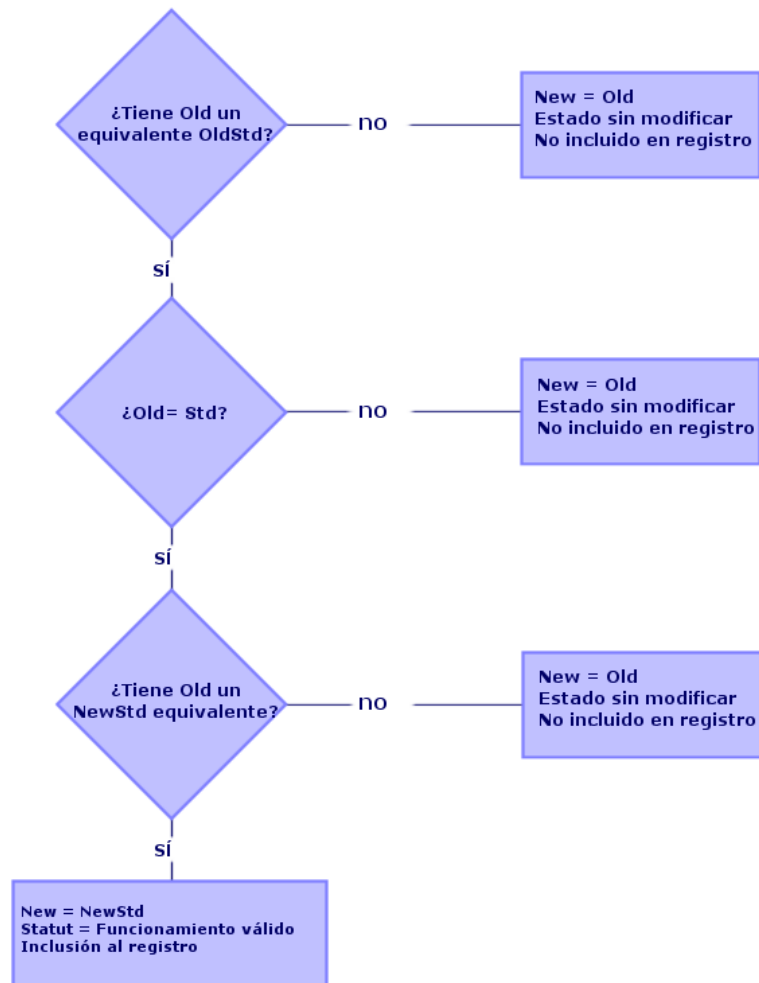 ¿Tiene Old un
equivalente OldStd?
no
New = Old
Estado sin modificar
No incluido en registro
sí
¿Old= Std?
no
New = Old
Estado sin modificar
No incluido en registro
sí
¿Tiene Old un
NewStd equivalente?
no
New = Old
Estado sin modificar
No incluido en registro
sí
New = NewStd
Statut = Funcionamiento válido
Inclusión al registro